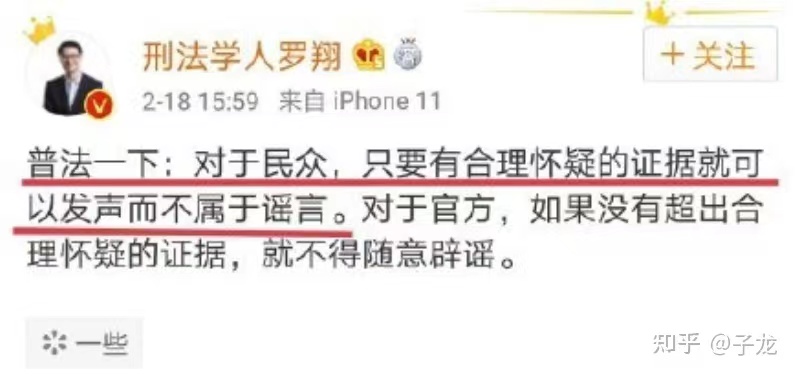 刑法学人罗翔
+关注
2-18 15:59 来自 iPhone 11
普法一下：对于民众，只要有合理怀疑的证据就可
以发声而不属于谣言。对于官方，如果没有超出合
理怀疑的证据，就不得随意辟谣。
一些
知乎 @子龙